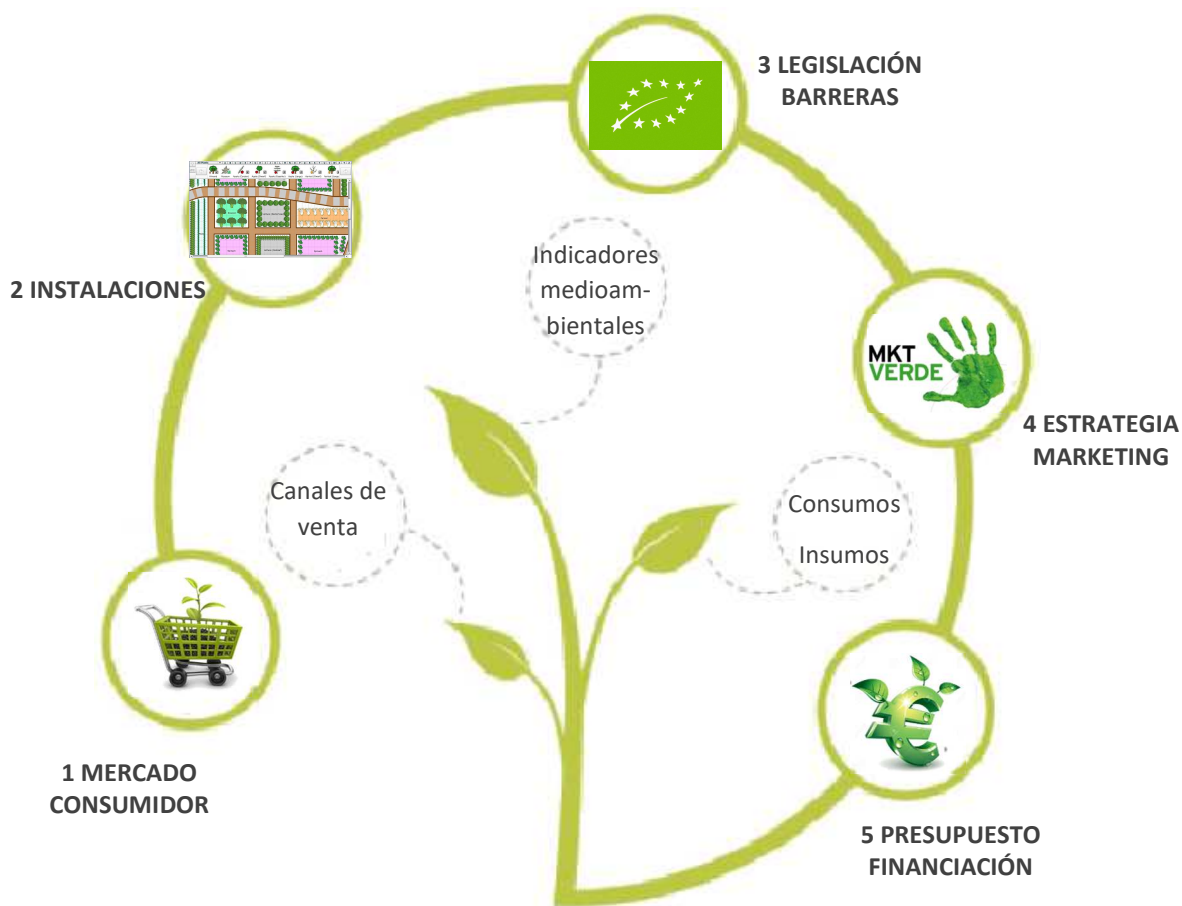 3 LEGISLACIÓN
BARRERAS
2 INSTALACIONES
Indicadores
medioam-
bientales
MKT
VERDE
4 ESTRATEGIA
MARKETING
Canales de
venta
Consumos
Insumos
1 MERCADO
CONSUMIDOR
5 PRESUPUESTO
FINANCIACIÓN